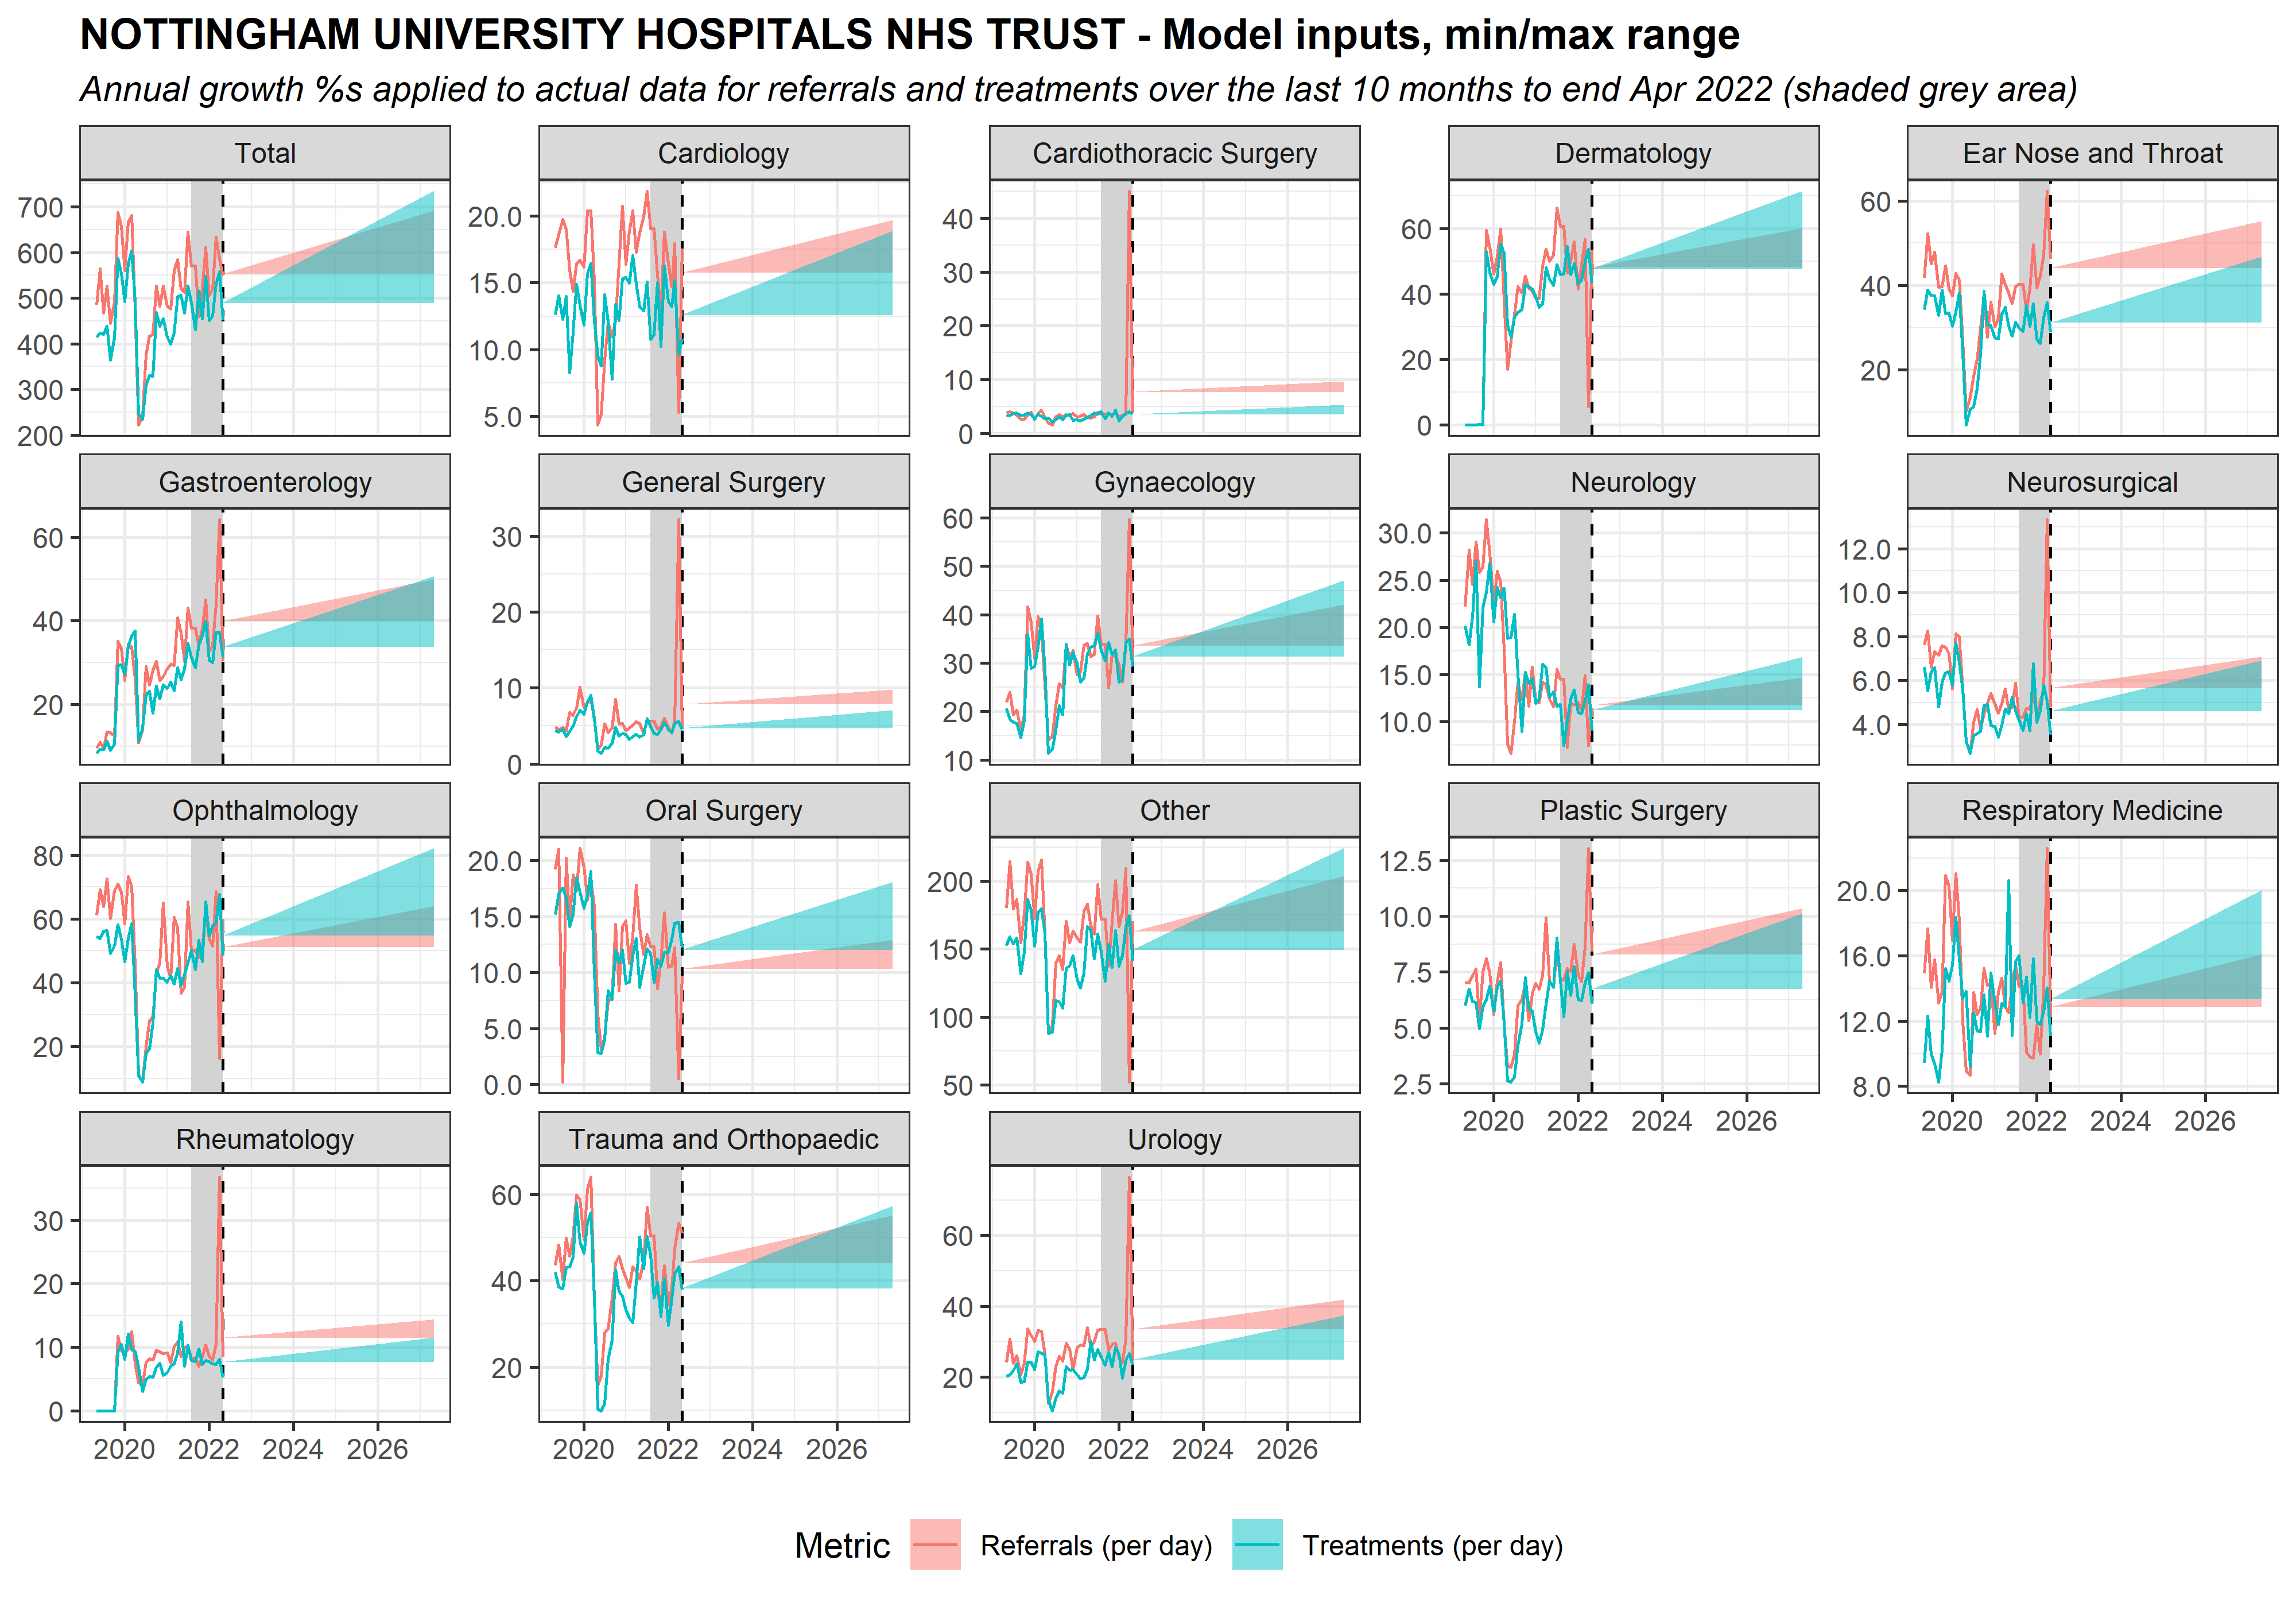 NOTTINGHAM UNIVERSITY HOSPITALS NHS TRUST - Model inputs, min/max range
Annual growth %s applied to actual data for referrals and treatments over the last 10 months to end Apr 2022 (shaded grey area)
Total
700
600
500
400
300
200
Cardiology
20.0
15.0
10.0
5.0
Cardiothoracic Surgery
40
30
20
10
0
Dermatology
60
40
20
0
Ear Nose and Throat
60
40
20
Gastroenterology
60
40
20
General Surgery
30
20
10
0
Gynaecology
60
50
40
30
20
10
Neurology
30.0
25.0
20.0
15.0
10.0
Neurosurgical
12.0
10.0
8.0
6.0
4.0
Ophthalmology
80
60
40
20
Oral Surgery
20.0
15.0
10.0
5.0
0.0
Other
200
150
100
50
Plastic Surgery
12.5
10.0
7.5
5.0
2.5
2020 2022 2024 2026
Respiratory Medicine
20.0
16.0
12.0
8.0
2020 2022 2024 2026
Rheumatology
30
20
10
0
2020 2022 2024 2026
Trauma and Orthopaedic
60
40
20
2020 2022 2024 2026
Urology
60
40
20
2020 2022 2024 2026
Metric Referrals (per day) Treatments (per day)